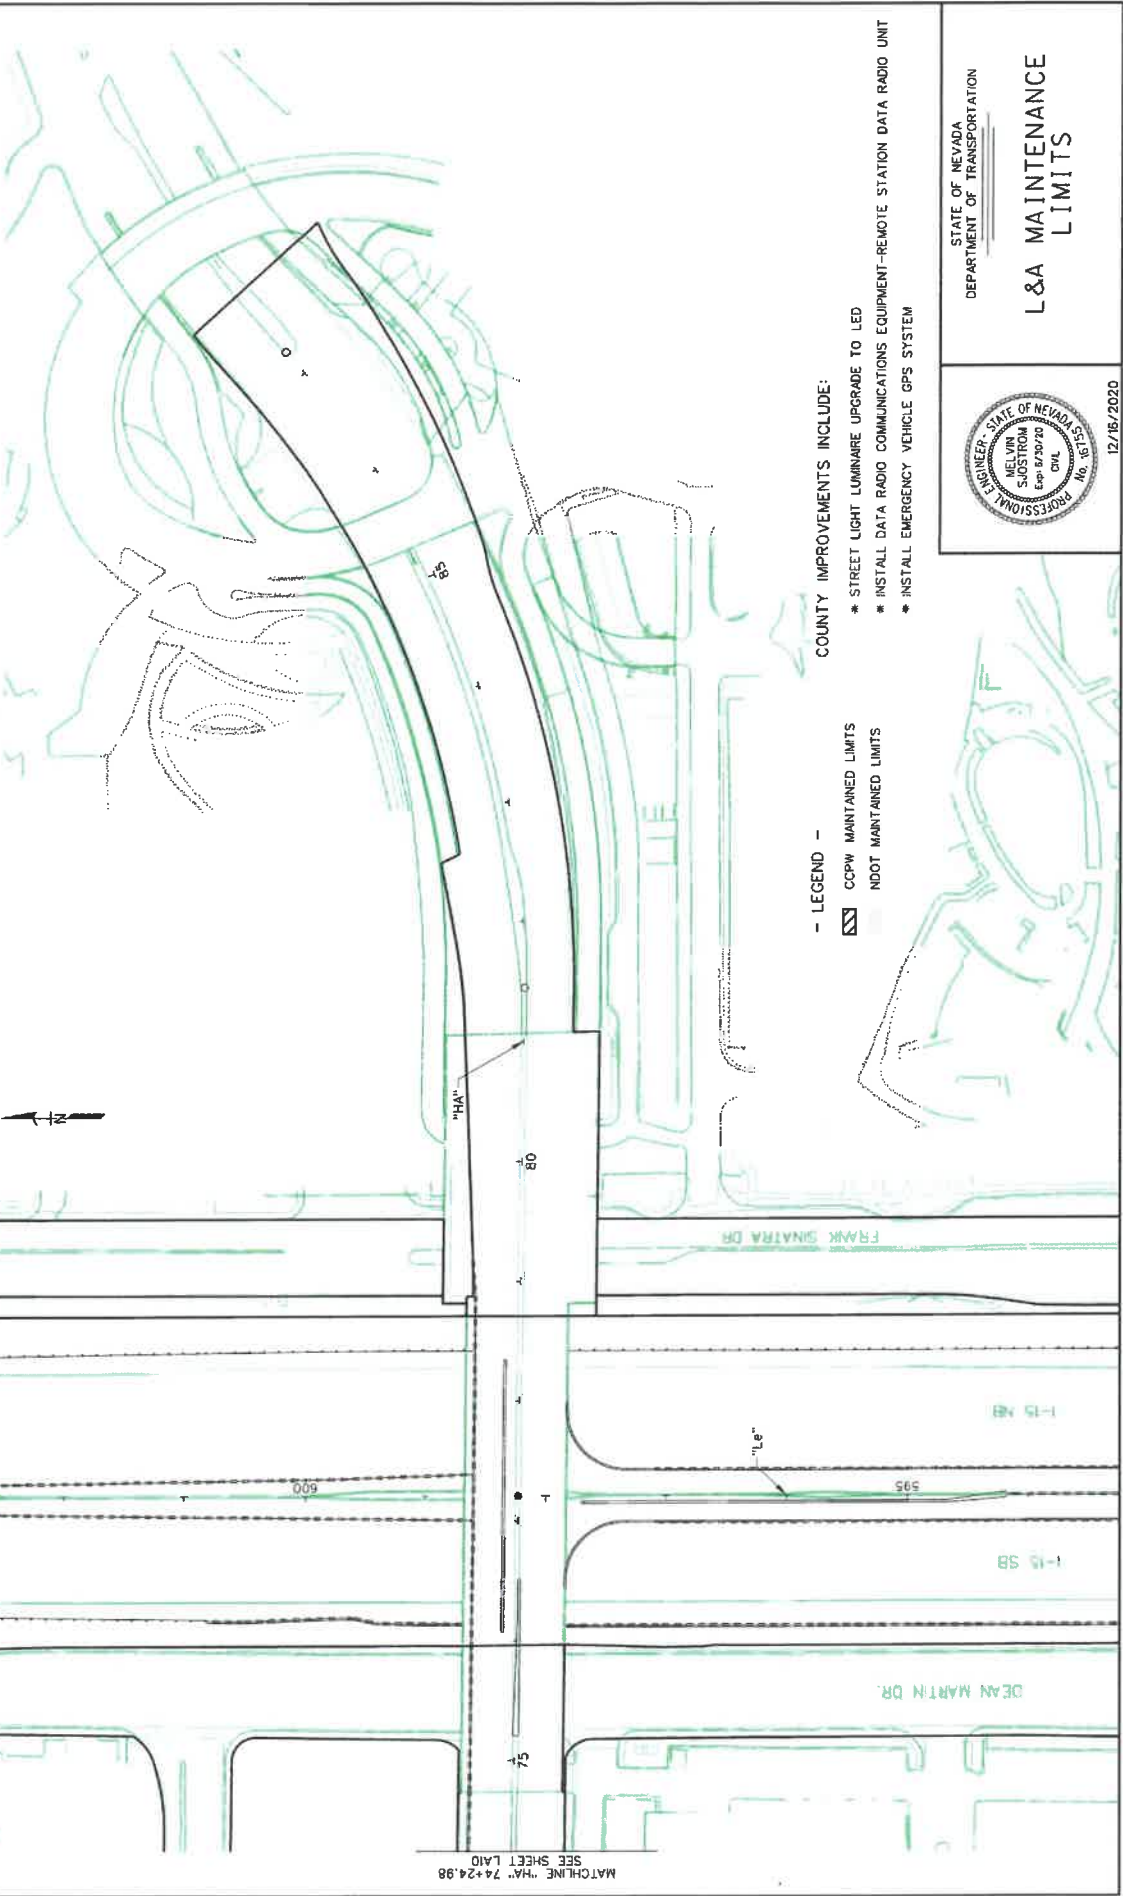 STATE OF NEVADA
DEPARTMENT OF TRANSPORTATION
L&A MAINTENANCE
LIMITS
PROFESSIONAL ENGINEER - STATE OF NEVADA
MELVIN
SJOSTROM
Exp: 6/30/20
CIVIL
No. 16755
12/16/2020
COUNTY IMPROVEMENTS INCLUDE:
* STREET LIGHT LUMINAIRE UPGRADE TO LED
* INSTALL DATA RADIO COMMUNICATIONS EQUIPMENT-REMOTE STATION DATA RADIO UNIT
* INSTALL EMERGENCY VEHICLE GPS SYSTEM
- LEGEND -
CCPW MAINTAINED LIMITS
NDOT MAINTAINED LIMITS
N
85
"HA"
80
FRANK SINATRA DR
I-15 NB
"Le"
600
595
I-15 SB
DEAN MARTIN DR.
75
MATCHLINE "HA" 74+24.98
SEE SHEET LA10